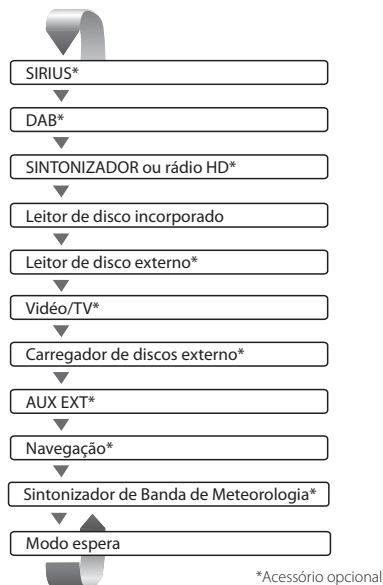 SIRIUS*
DAB*
SINTONIZADOR ou rádio HD*
Leitor de disco incorporado
Leitor de disco externo*
Vidéo/TV*
Carregador de discos externo*
AUX EXT*
Navegação*
Sintonizador de Banda de Meteorologia*
Modo espera
*Acessório opcional